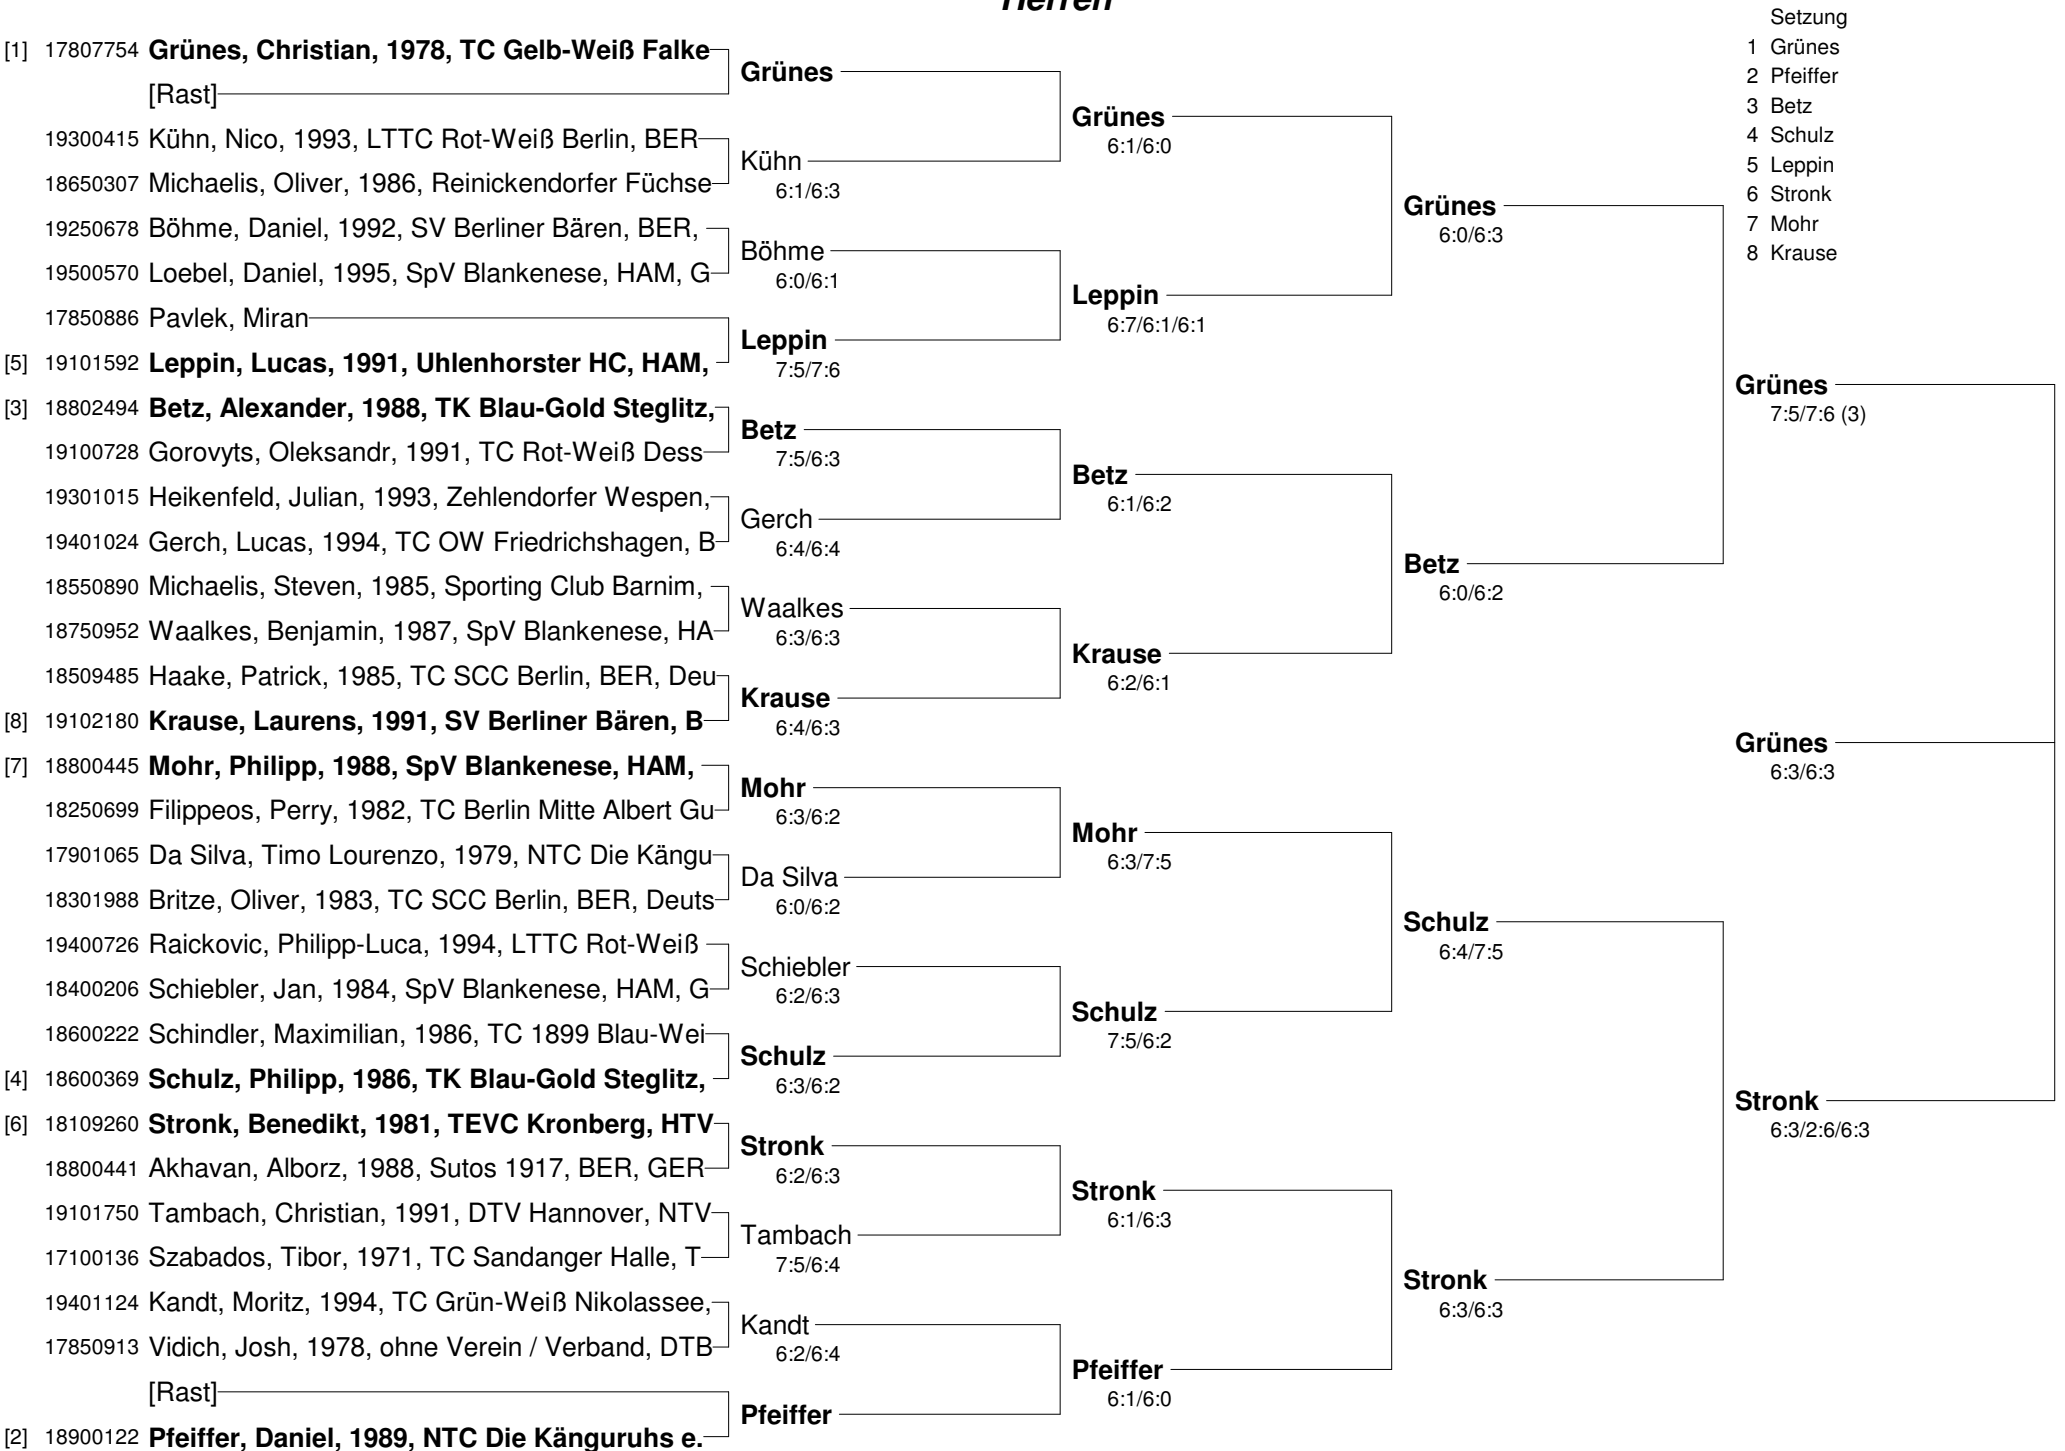 Herren
[1] 17807754 Grünes, Christian, 1978, TC Gelb-Weiß Falke
[Rast]
19300415 Kühn, Nico, 1993, LTTC Rot-Weiß Berlin, BER
18650307 Michaelis, Oliver, 1986, Reinickendorfer Füchse
19250678 Böhme, Daniel, 1992, SV Berliner Bären, BER,
19500570 Loebel, Daniel, 1995, SpV Blankenese, HAM, G
17850886 Pavlek, Miran
[5] 19101592 Leppin, Lucas, 1991, Uhlenhorster HC, HAM,
[3] 18802494 Betz, Alexander, 1988, TK Blau-Gold Steglitz,
19100728 Gorovyts, Oleksandr, 1991, TC Rot-Weiß Dess
19301015 Heikenfeld, Julian, 1993, Zehlendorfer Wespen,
19401024 Gerch, Lucas, 1994, TC OW Friedrichshagen, B
18550890 Michaelis, Steven, 1985, Sporting Club Barnim,
18750952 Waalkes, Benjamin, 1987, SpV Blankenese, HA
18509485 Haake, Patrick, 1985, TC SCC Berlin, BER, Deu
[8] 19102180 Krause, Laurens, 1991, SV Berliner Bären, B
[7] 18800445 Mohr, Philipp, 1988, SpV Blankenese, HAM,
18250699 Filippeos, Perry, 1982, TC Berlin Mitte Albert Gu
17901065 Da Silva, Timo Lourenzo, 1979, NTC Die Kängu
18301988 Britze, Oliver, 1983, TC SCC Berlin, BER, Deuts
19400726 Raickovic, Philipp-Luca, 1994, LTTC Rot-Weiß
18400206 Schiebler, Jan, 1984, SpV Blankenese, HAM, G
18600222 Schindler, Maximilian, 1986, TC 1899 Blau-Wei
[4] 18600369 Schulz, Philipp, 1986, TK Blau-Gold Steglitz,
[6] 18109260 Stronk, Benedikt, 1981, TEVC Kronberg, HTV
18800441 Akhavan, Alborz, 1988, Sutos 1917, BER, GER
19101750 Tambach, Christian, 1991, DTV Hannover, NTV
17100136 Szabados, Tibor, 1971, TC Sandanger Halle, T
19401124 Kandt, Moritz, 1994, TC Grün-Weiß Nikolassee,
17850913 Vidich, Josh, 1978, ohne Verein / Verband, DTB
[Rast]
[2] 18900122 Pfeiffer, Daniel, 1989, NTC Die Känguruhs e.
Grünes
Kühn
6:1/6:3
Böhme
6:0/6:1
Leppin
7:5/7:6
Betz
7:5/6:3
Gerch
6:4/6:4
Waalkes
6:3/6:3
Krause
6:4/6:3
Mohr
6:3/6:2
Da Silva
6:0/6:2
Schiebler
6:2/6:3
Schulz
6:3/6:2
Stronk
6:2/6:3
Tambach
7:5/6:4
Kandt
6:2/6:4
Pfeiffer
Grünes
6:1/6:0
Leppin
6:7/6:1/6:1
Betz
6:1/6:2
Krause
6:2/6:1
Mohr
6:3/7:5
Schulz
7:5/6:2
Stronk
6:1/6:3
Pfeiffer
6:1/6:0
Grünes
6:0/6:3
Betz
6:0/6:2
Schulz
6:4/7:5
Stronk
6:3/6:3
Setzung
1 Grünes
2 Pfeiffer
3 Betz
4 Schulz
5 Leppin
6 Stronk
7 Mohr
8 Krause
Grünes
7:5/7:6 (3)
Grünes
6:3/6:3
Stronk
6:3/2:6/6:3